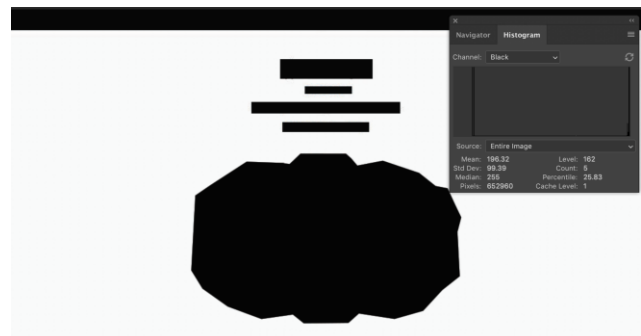 Navigator Histogram
Channel: Black
Source: Entire Image
Mean: 196.32 Level: 162
Std Dev: 99.39 Count: 5
Median: 255 Percentile: 25.83
Pixels: 652960 Cache Level: 1